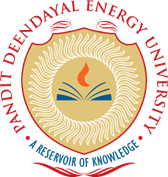 PANDIT DEENDAYAL ENERGY UNIVERSITY
A RESERVOIR OF KNOWLEDGE